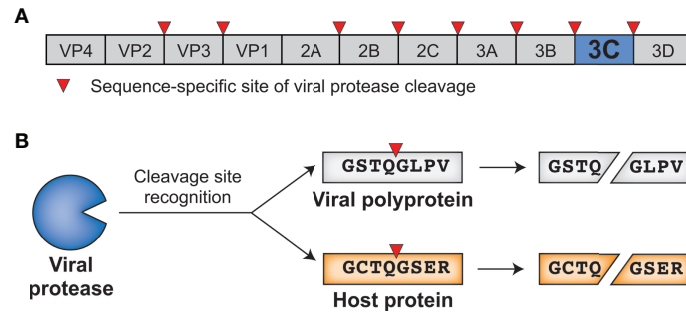 A
VP4 VP2 VP3 VP1 2A 2B 2C 3A 3B 3C 3D
Sequence-specific site of viral protease cleavage
B
Cleavage site
recognition
GSTQGLPV
GSTQ GLPV
Viral polyprotein
Viral
protease
GCTQGSER
GCTQ GSER
Host protein